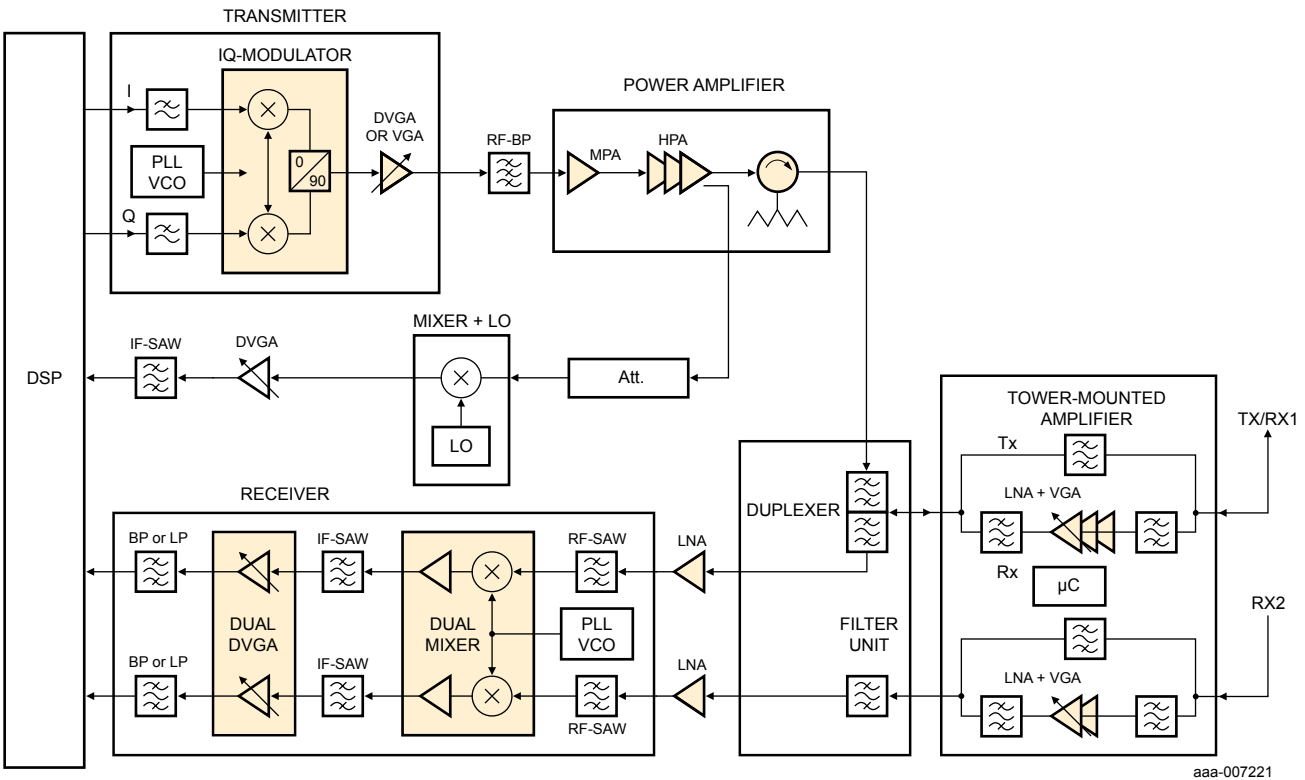 TRANSMITTER
IQ-MODULATOR
I
PLL
VCO
Q
0
90
DVGA
OR VGA
RF-BP
POWER AMPLIFIER
MPA
HPA
DSP
IF-SAW
DVGA
MIXER + LO
LO
Att.
TOWER-MOUNTED
AMPLIFIER
Tx
LNA + VGA
Rx
µC
LNA + VGA
TX/RX1
RX2
DUPLEXER
FILTER
UNIT
RECEIVER
BP or LP
IF-SAW
RF-SAW
LNA
DUAL
DVGA
DUAL
MIXER
PLL
VCO
BP or LP
IF-SAW
RF-SAW
LNA
aaa-007221